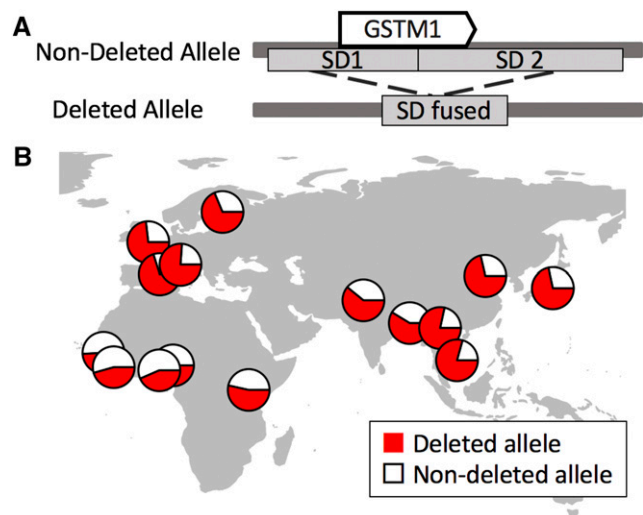 A
GSTM1
Non-Deleted Allele
SD1 SD 2
Deleted Allele
SD fused
B
Deleted allele
Non-deleted allele